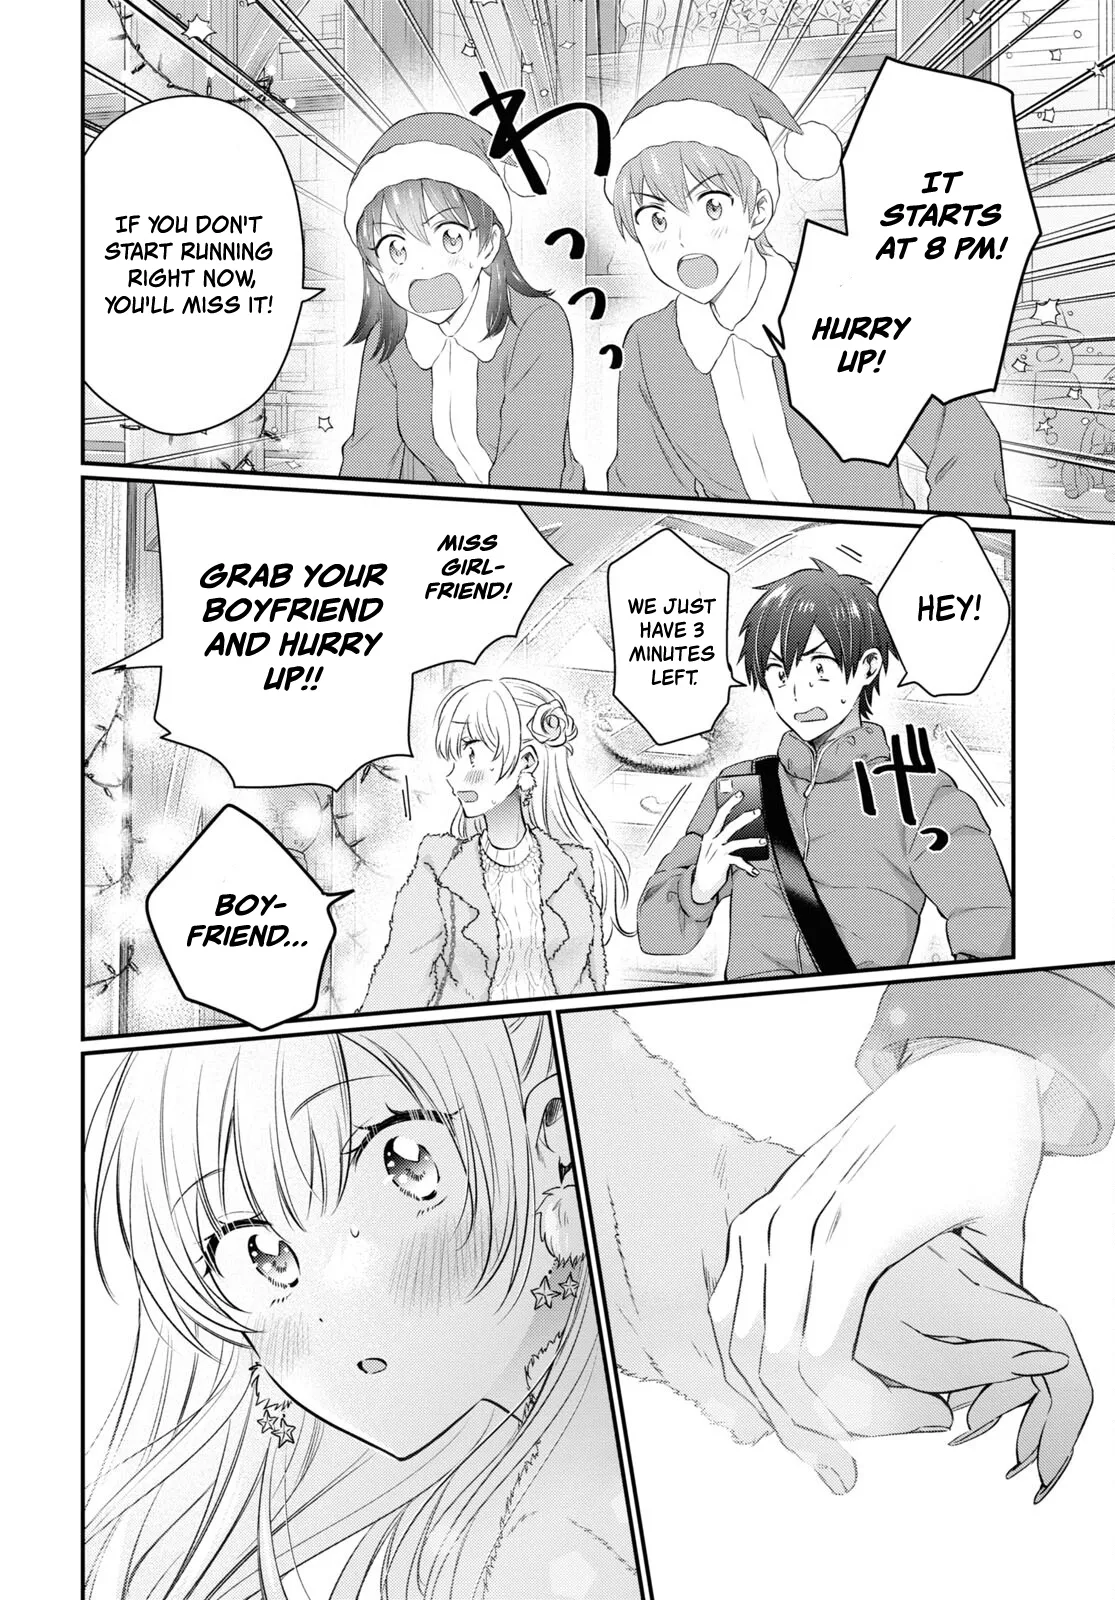 IT
STARTS
AT 8 PM!
HURRY
UP!
わ
あ
っ
っ
IF YOU DON'T
START RUNNING
RIGHT NOW,
YOU'LL MISS IT!
HEY!
WE JUST
HAVE 3
MINUTES
LEFT.
げっ
MISS
GIRL-
FRIEND!
GRAB YOUR
BOYFRIEND
AND HURRY
UP!!
BOY-
FRIEND...